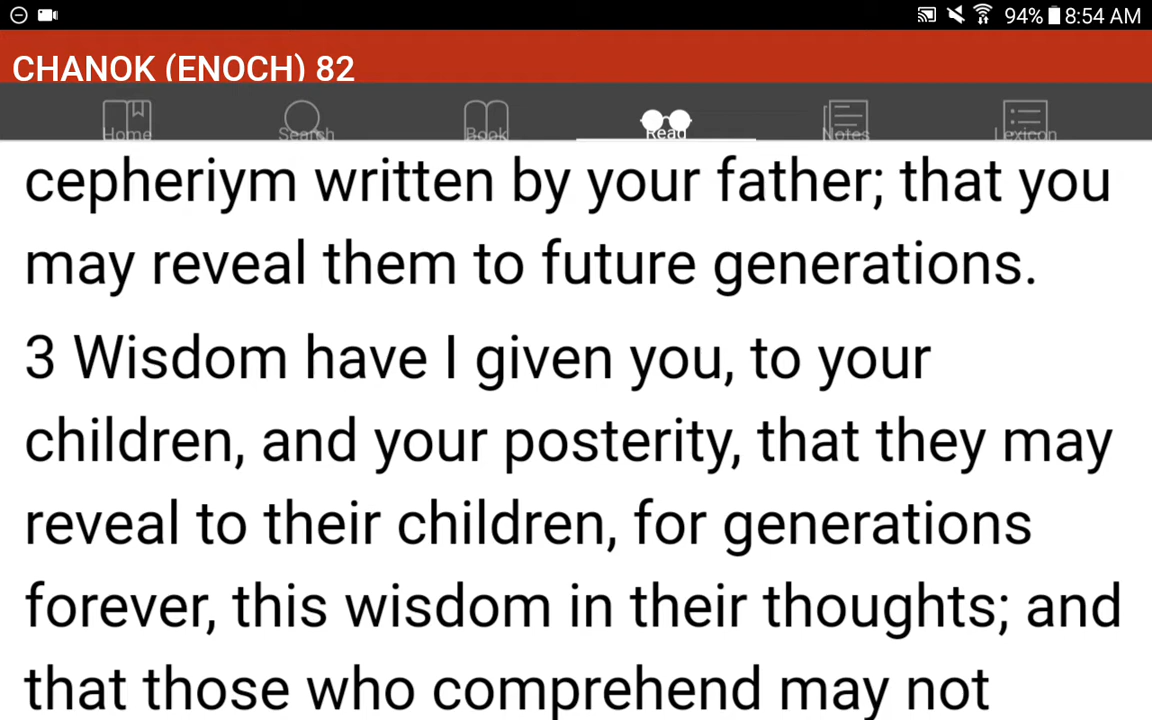 94% 8:54 AM
CHANOK (ENOCH) 82
Home Search Book Read Notes Lexicon
cepheriym written by your father; that you
may reveal them to future generations.
3 Wisdom have I given you, to your
children, and your posterity, that they may
reveal to their children, for generations
forever, this wisdom in their thoughts; and
that those who comprehend may not